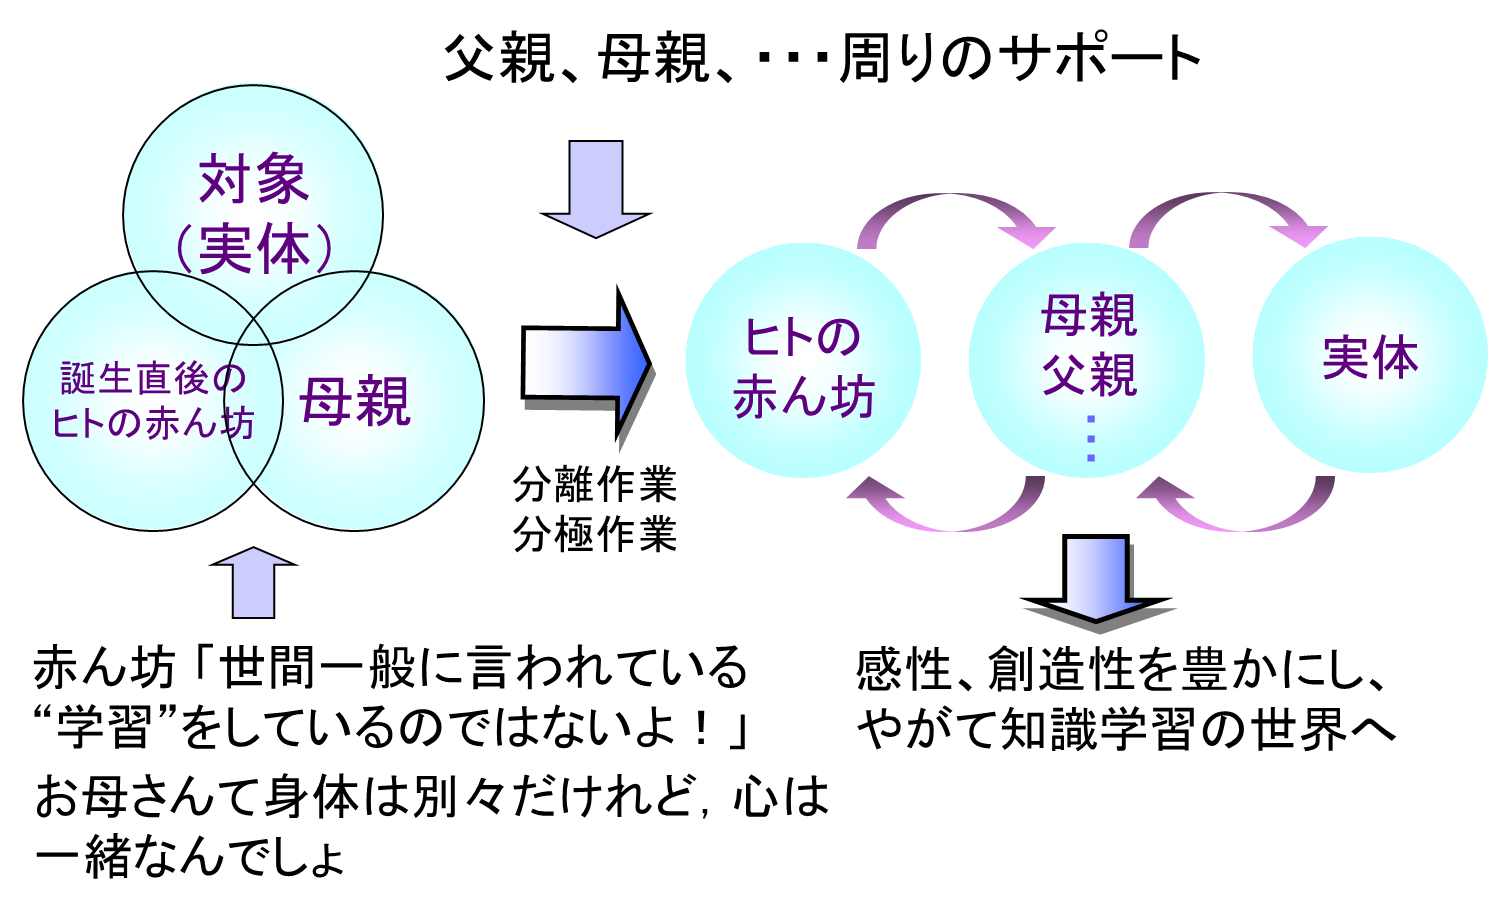 父親、母親、・・・周りのサポート
対象
（実体）
誕生直後の
ヒトの赤ん坊
母親
分離作業
分極作業
ヒトの
赤ん坊
母親
父親
・・・
実体
赤ん坊「世間一般に言われている
“学習”をしているのではないよ！」
お母さんて身体は別々だけれど，心は
一緒なんでしょ
感性、創造性を豊かにし、
やがて知識学習の世界へ